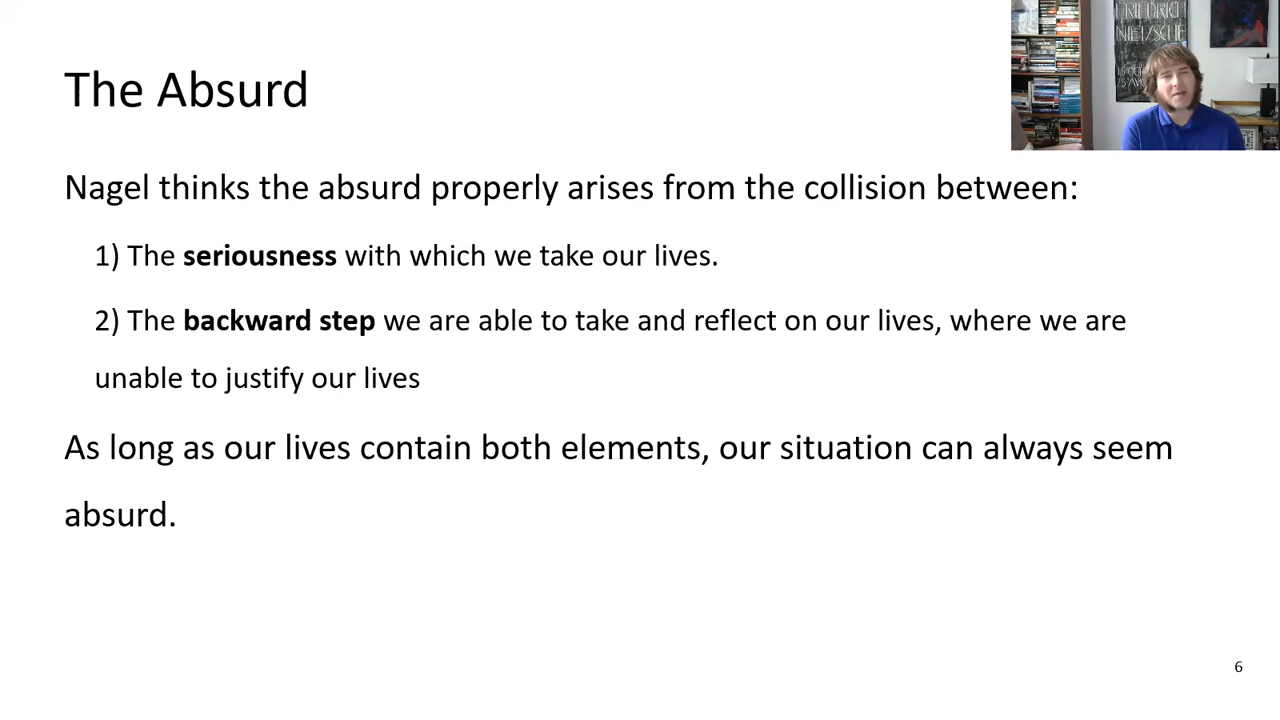 The Absurd
FRIEDRICH
NIETZSCHE
Nagel thinks the absurd properly arises from the collision between:
1) The seriousness with which we take our lives.
2) The backward step we are able to take and reflect on our lives, where we are
unable to justify our lives
As long as our lives contain both elements, our situation can always seem
absurd.
6